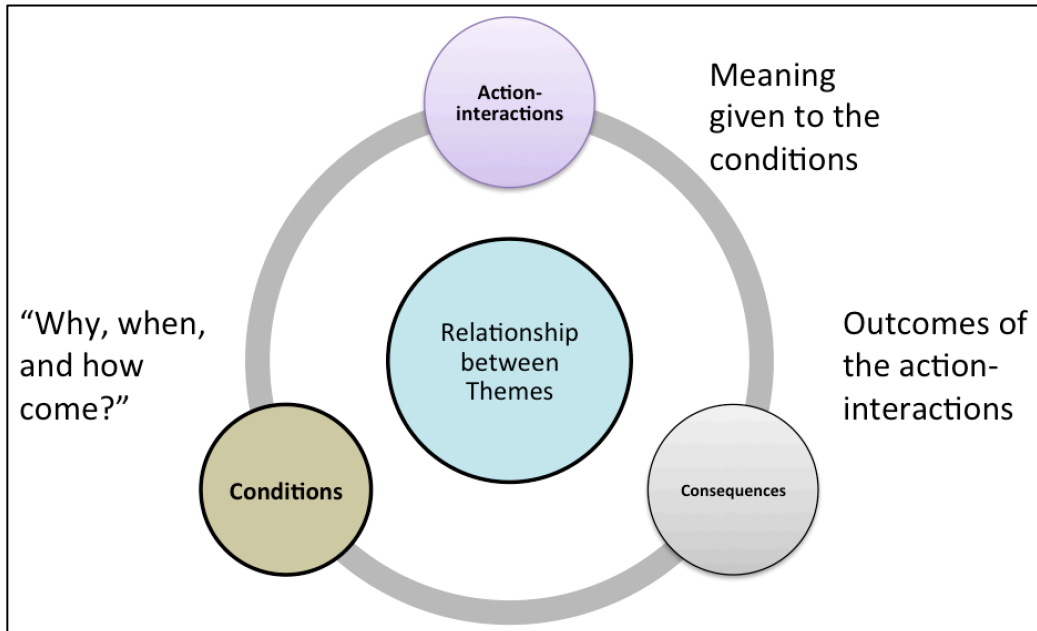 Action-
interactions
Meaning
given to the
conditions
“Why, when,
and how
come?”
Relationship
between
Themes
Outcomes of
the action-
interactions
Conditions
Consequences